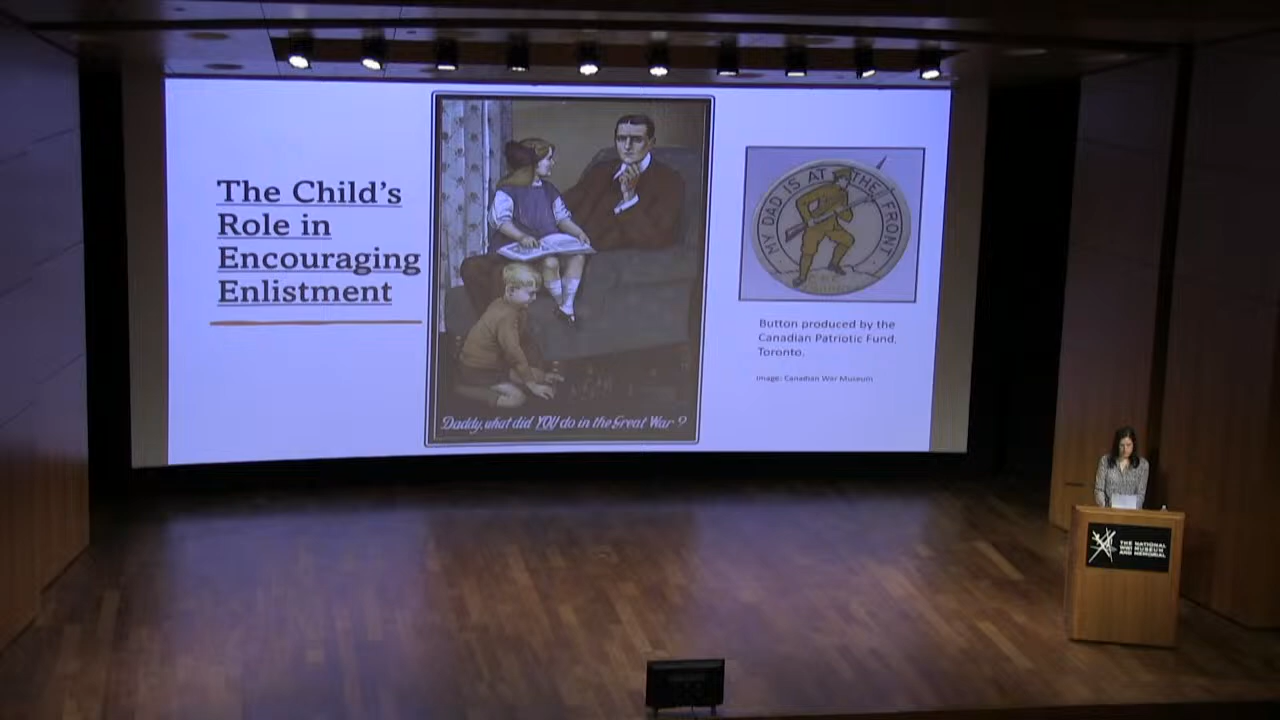 The Child's
Role in
Encouraging
Enlistment
Daddy, what did YOU do in the Great War?
MY DAD IS AT THE FRONT
Button produced by the
Canadian Patriotic Fund,
Toronto.
Image: Canadian War Museum
THE NATIONAL
WWI MUSEUM
AND MEMORIAL